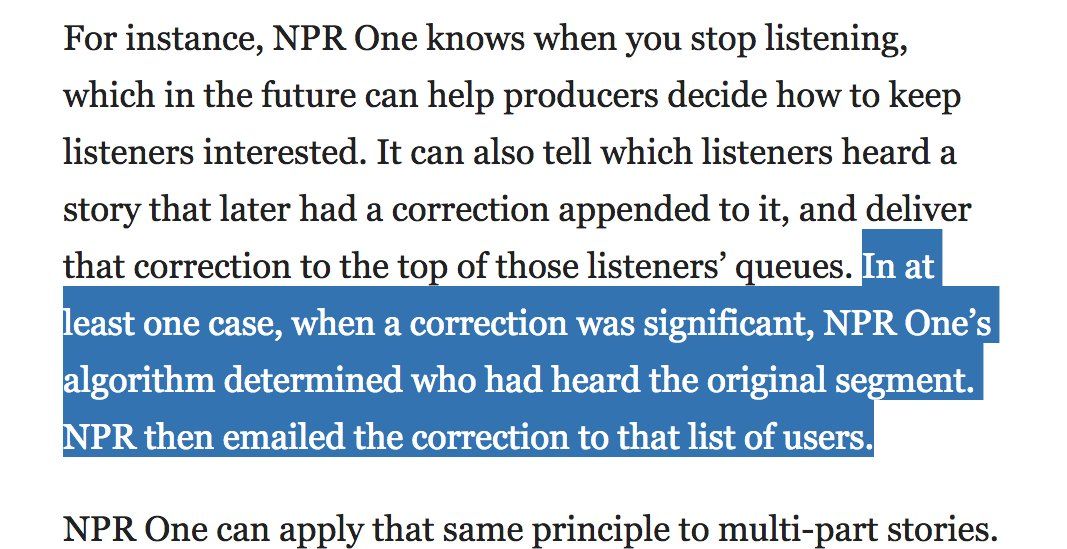 For instance, NPR One knows when you stop listening,
which in the future can help producers decide how to keep
listeners interested. It can also tell which listeners heard a
story that later had a correction appended to it, and deliver
that correction to the top of those listeners’ queues. In at
least one case, when a correction was significant, NPR One’s
algorithm determined who had heard the original segment.
NPR then emailed the correction to that list of users.
NPR One can apply that same principle to multi-part stories.